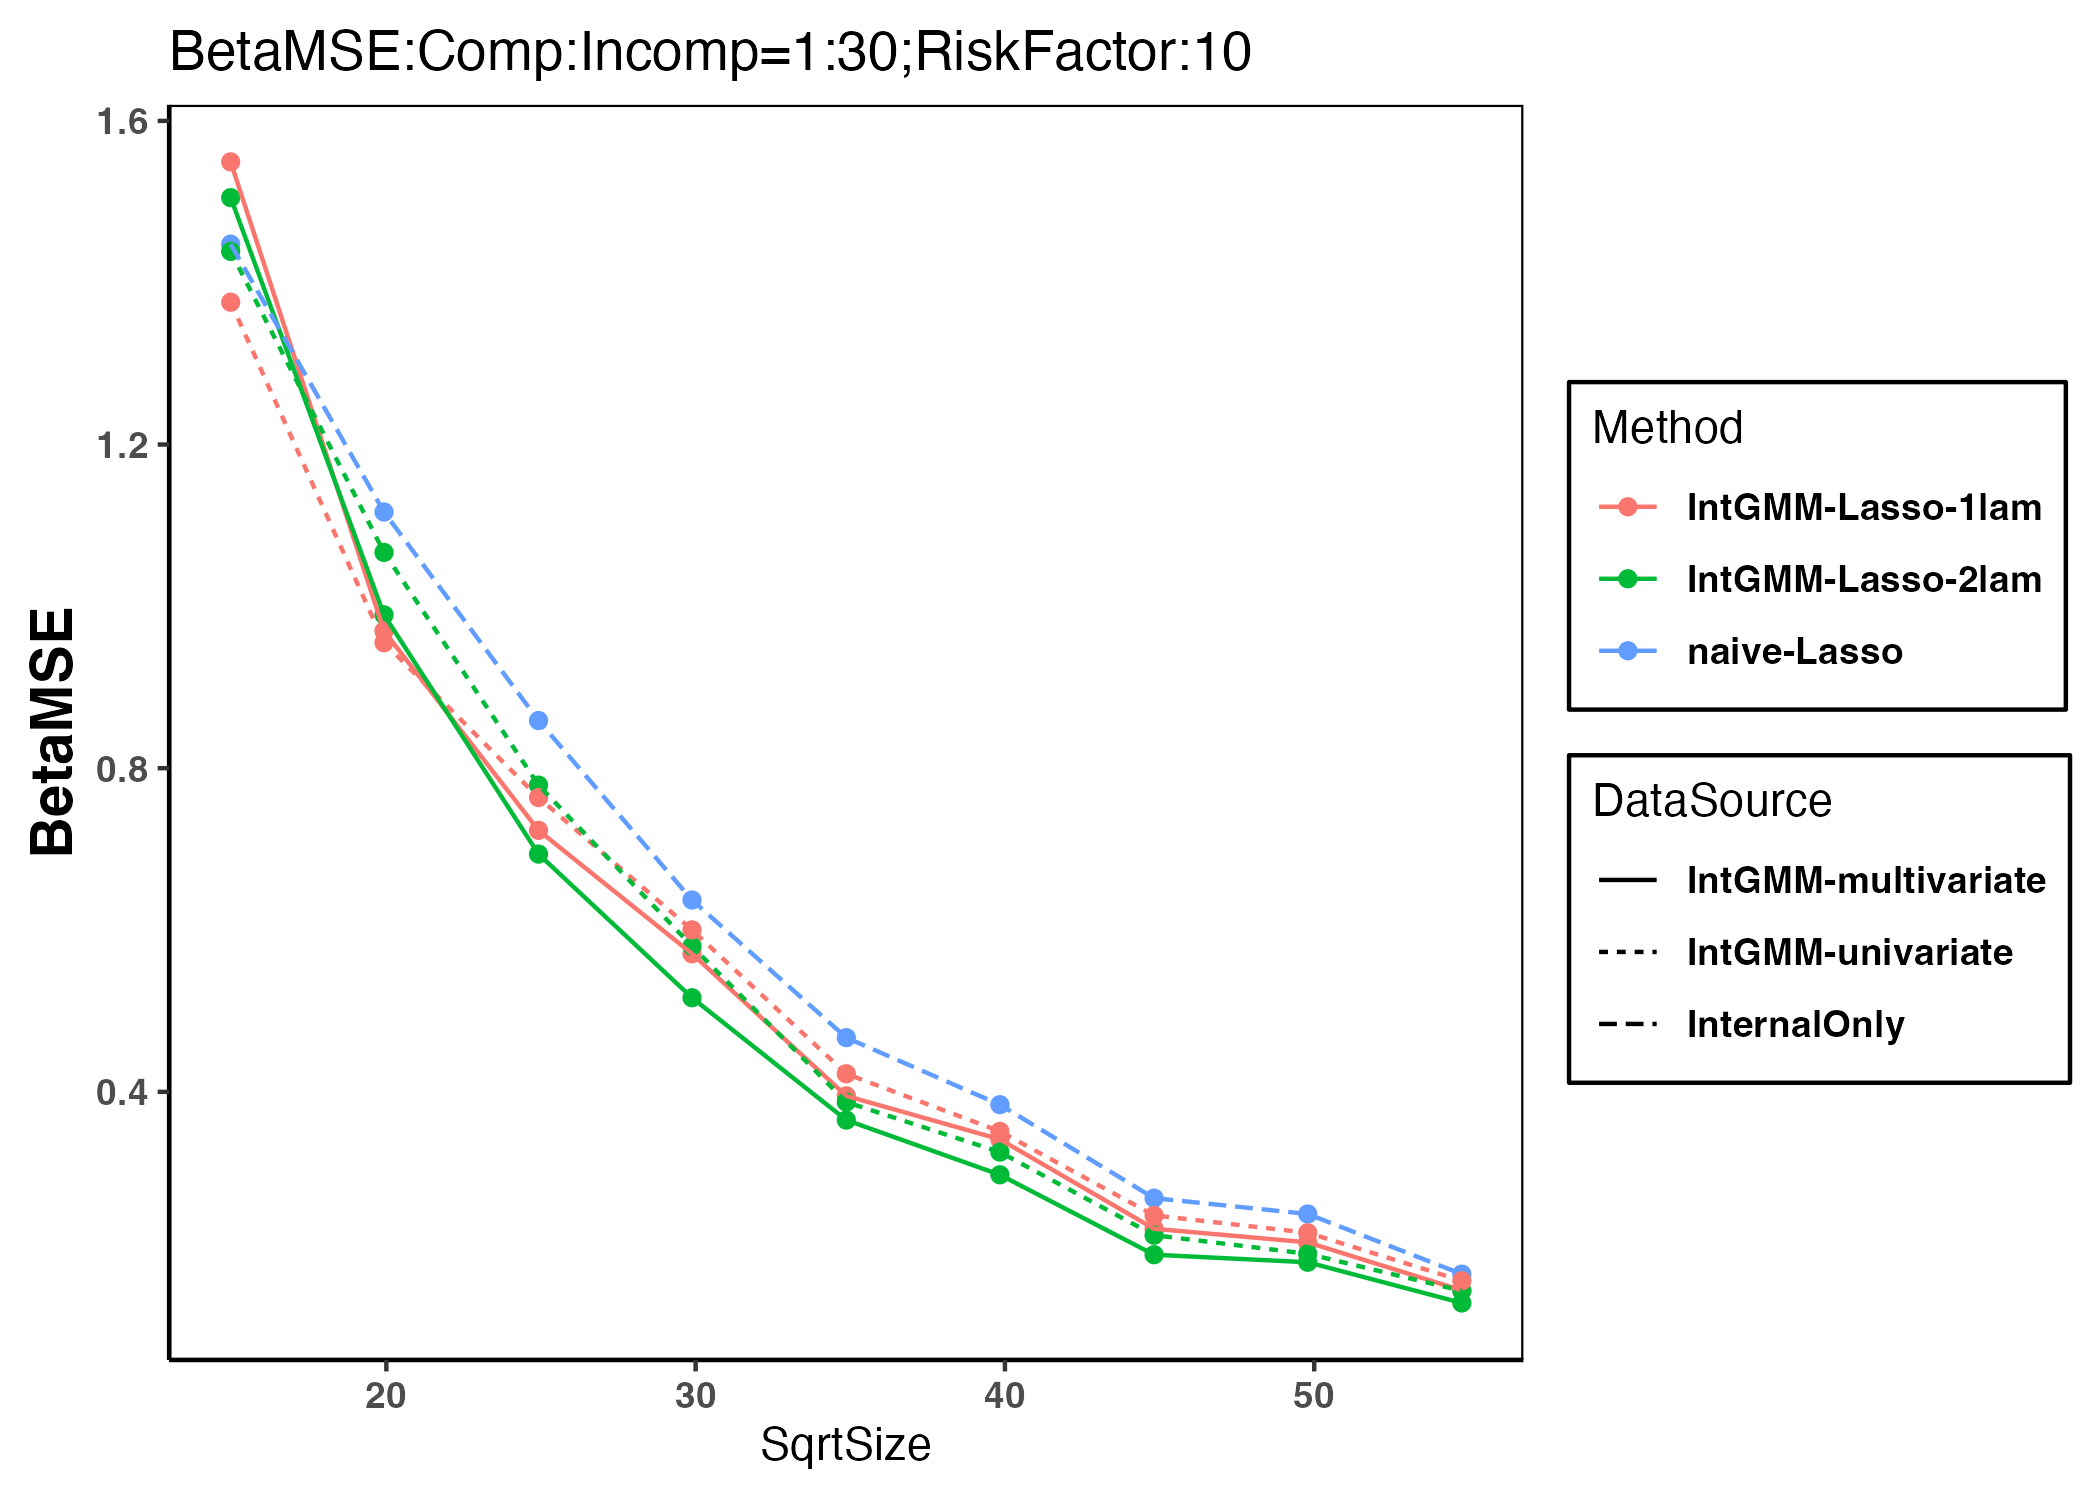 BetaMSE:Comp:Incomp=1:30;RiskFactor:10
1.6
1.2
0.8
0.4
BetaMSE
20 30 40 50
SqrtSize
Method
IntGMM-Lasso-1lam
IntGMM-Lasso-2lam
naive-Lasso
DataSource
IntGMM-multivariate
IntGMM-univariate
InternalOnly